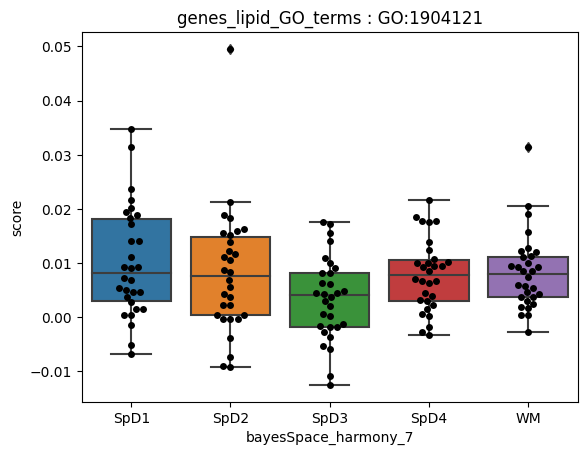 genes_lipid_GO_terms : GO:1904121
0.05
0.04
0.03
0.02
0.01
0.00
−0.01
score
SpD1 SpD2 SpD3 SpD4 WM
bayesSpace_harmony_7